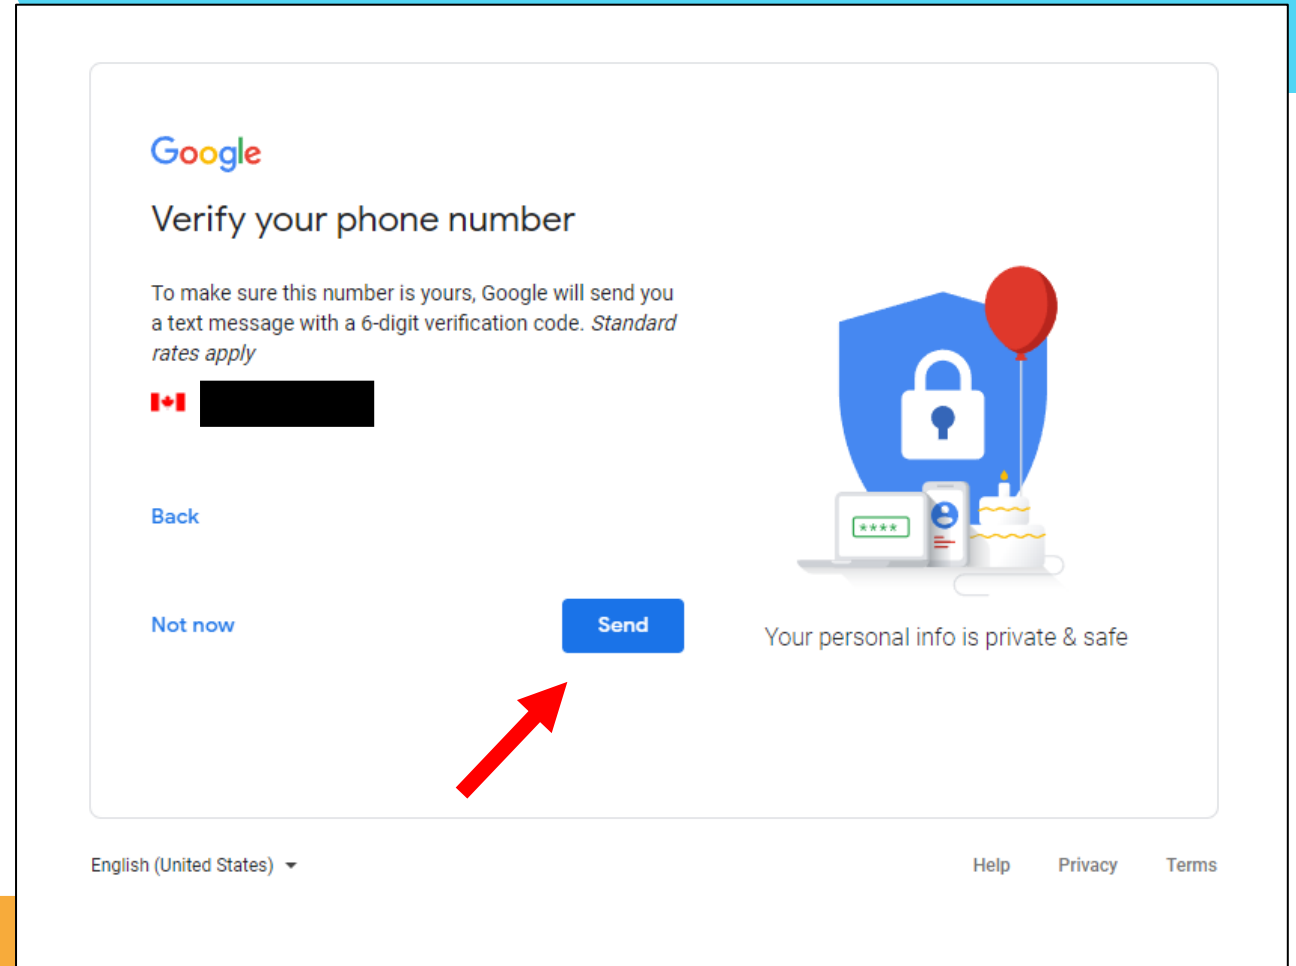 Google
Verify your phone number
To make sure this number is yours, Google will send you
a text message with a 6-digit verification code. Standard
rates apply
Back
Not now
Send
****
Your personal info is private & safe
English (United States)
Help Privacy Terms